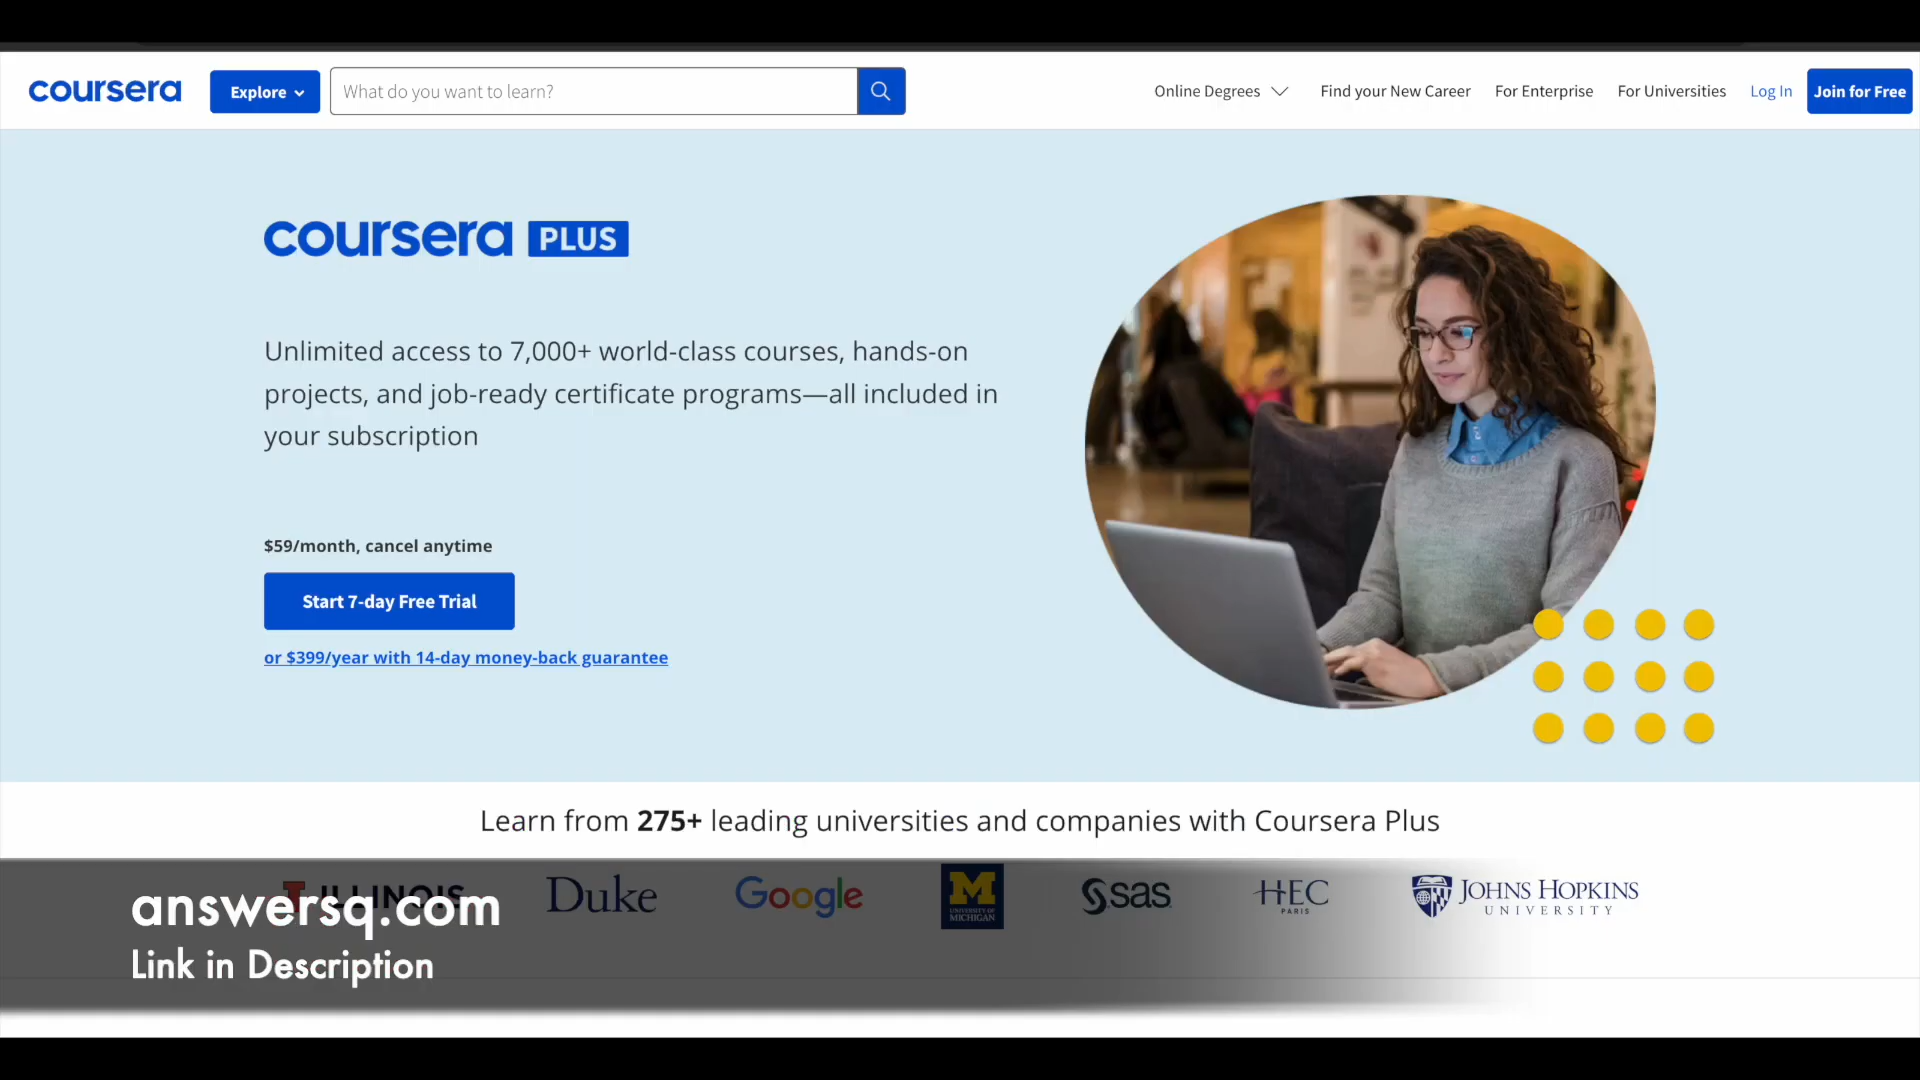 coursera
Explore
What do you want to learn?
Online Degrees
Find your New Career
For Enterprise
For Universities
Log In
Join for Free
coursera PLUS
Unlimited access to 7,000+ world-class courses, hands-on
projects, and job-ready certificate programs—all included in
your subscription
$59/month, cancel anytime
Start 7-day Free Trial
or $399/year with 14-day money-back guarantee
Learn from 275+ leading universities and companies with Coursera Plus
I ILLINOIS
Duke
Google
M
UNIVERSITY OF
MICHIGAN
sas
HEC
PARIS
JOHNS HOPKINS
UNIVERSITY
answersq.com
Link in Description